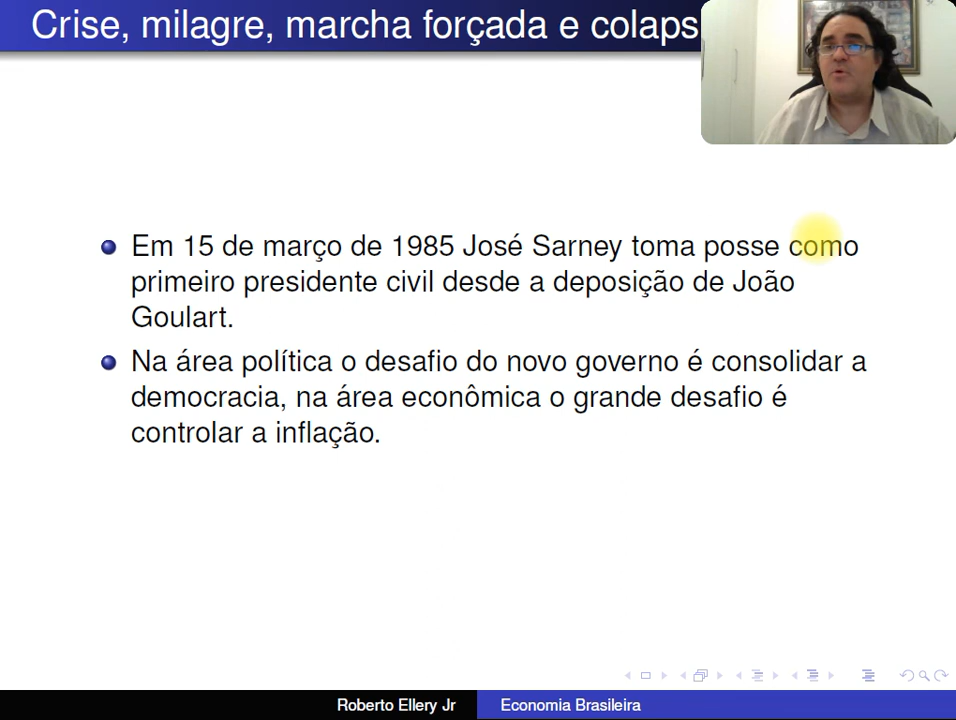 Crise, milagre, marcha forçada e colaps
Em 15 de março de 1985 José Sarney toma posse como
primeiro presidente civil desde a deposição de João
Goulart.
Na área política o desafio do novo governo é consolidar a
democracia, na área econômica o grande desafio é
controlar a inflação.
Roberto Ellery Jr
Economia Brasileira